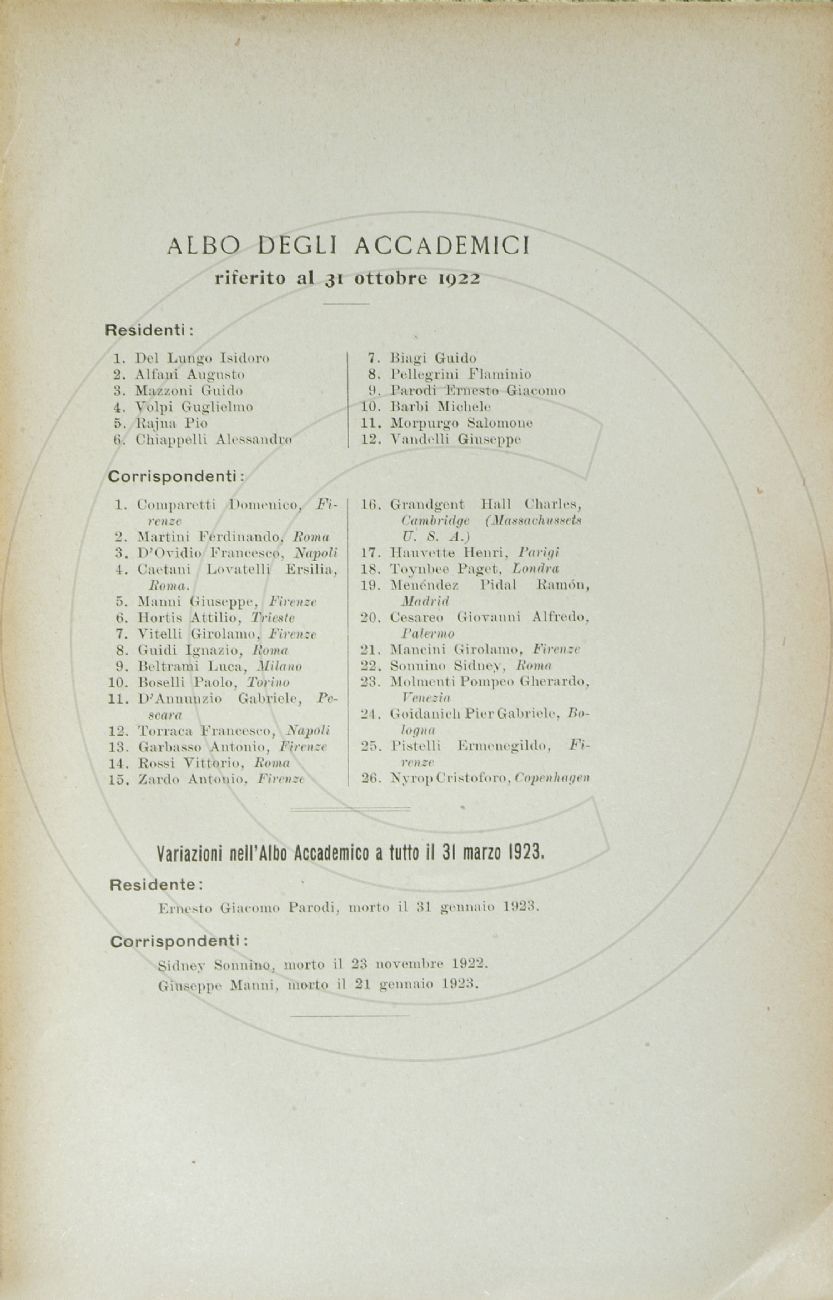 ALBO DEGLI ACCADEMICI
riferito al 31 ottobre 1922
Residenti:
1. Del Lungo Isidoro
2. Alfani Augusto
3. Mazzoni Guido
4. Volpi Guglielmo
5. Rajna Pio
6. Chiappelli Alessandro
7. Biagi Guido
8. Pellegrini Flaminio
9. Parodi Ernesto Giacomo
10. Barbi Michele
11. Morpurgo Salomone
12. Vandelli Giuseppe
Corrispondenti:
1. Comparetti Domenico, Fi-
renze
2. Martini Ferdinando, Roma
3. D'Ovidio Francesco, Napoli
4. Caetani Lovatelli Ersilia,
Roma.
5. Manni Giuseppe, Firenze
6. Hortis Attilio, Trieste
7. Vitelli Girolamo, Firenze
8. Guidi Ignazio, Roma
9. Beltrami Luca, Milano
10. Boselli Paolo, Torino
11. D'Annunzio Gabriele, Pe-
scara
12. Torraca Francesco, Napoli
13. Garbasso Antonio, Firenze
14. Rossi Vittorio, Roma
15. Zardo Antonio, Firenze
16. Grandgent Hall Charles,
Cambridge (Massachussets
U. S. A.)
17. Hauvette Henri, Parigi
18. Toynbee Paget, Londra
19. Menéndez Pidal Ramón,
Madrid
20. Cesareo Giovanni Alfredo,
Palermo
21. Mancini Girolamo, Firenze
22. Sonnino Sidney, Roma
23. Molmenti Pompeo Gherardo,
Venezia
24. Goidanich Pier Gabriele, Bo-
logna
25. Pistelli Ermenegildo, Fi-
renze
26. Nyrop Cristoforo, Copenhagen
Variazioni nell'Albo Accademico a tutto il 31 marzo 1923.
Residente:
Ernesto Giacomo Parodi, morto il 31 gennaio 1923.
Corrispondenti:
Sidney Sonnino, morto il 23 novembre 1922.
Giuseppe Manni, morto il 21 gennaio 1923.